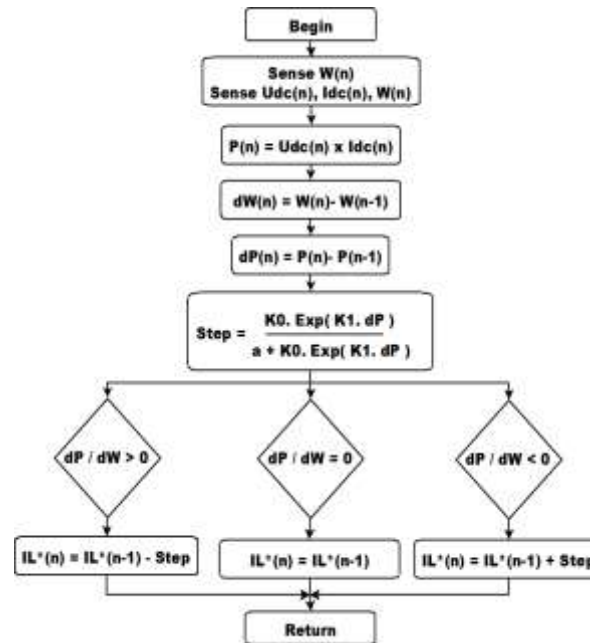 Begin
Sense W(n)
Sense Udc(n), Idc(n), W(n)
P(n) = Udc(n) x Idc(n)
dW(n) = W(n)- W(n-1)
dP(n) = P(n)- P(n-1)
K0. Exp( K1. dP )
Step =
a + K0. Exp( K1. dP )
dP / dW > 0
dP / dW = 0
dP / dW < 0
IL*(n) = IL*(n-1) - Step
IL*(n) = IL*(n-1)
IL*(n) = IL*(n-1) + Step
Return